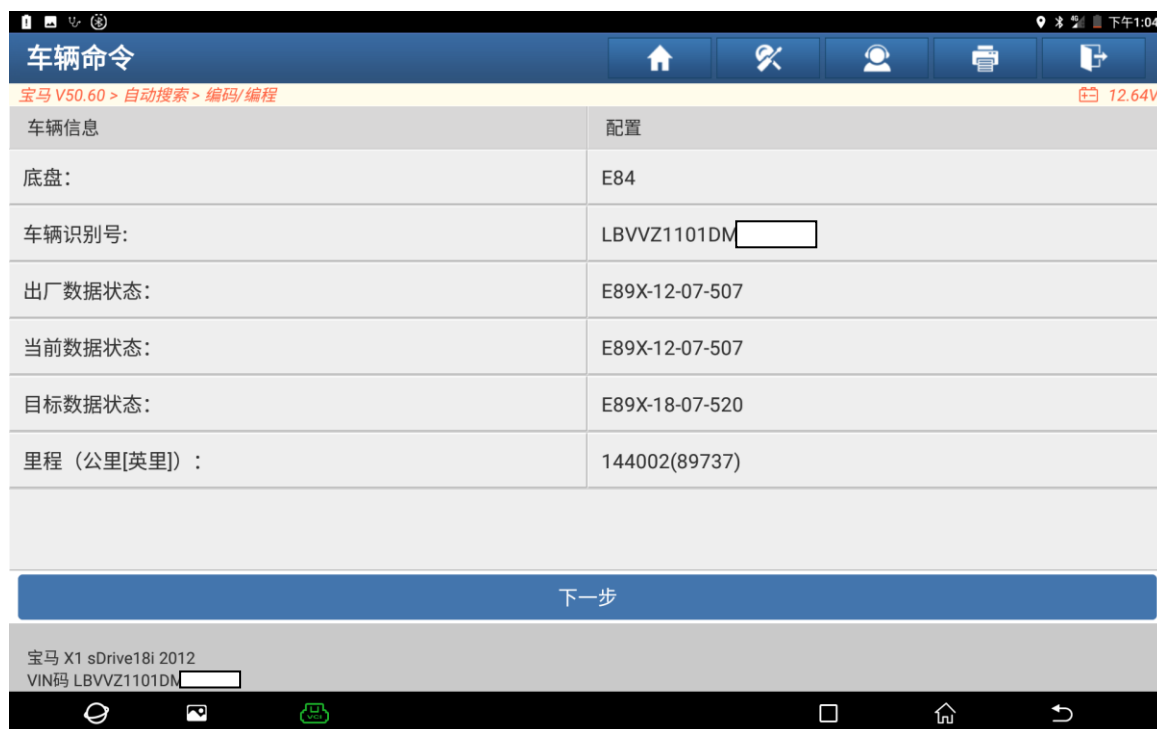 下午1:04
车辆命令
宝马 V50.60 > 自动搜索 > 编码/编程 12.64V
车辆信息 配置
底盘： E84
车辆识别号: LBVVZ1101DM
出厂数据状态： E89X-12-07-507
当前数据状态： E89X-12-07-507
目标数据状态： E89X-18-07-520
里程（公里[英里]）： 144002(89737)
下一步
宝马 X1 sDrive18i 2012
VIN码 LBVVZ1101DM
VCI